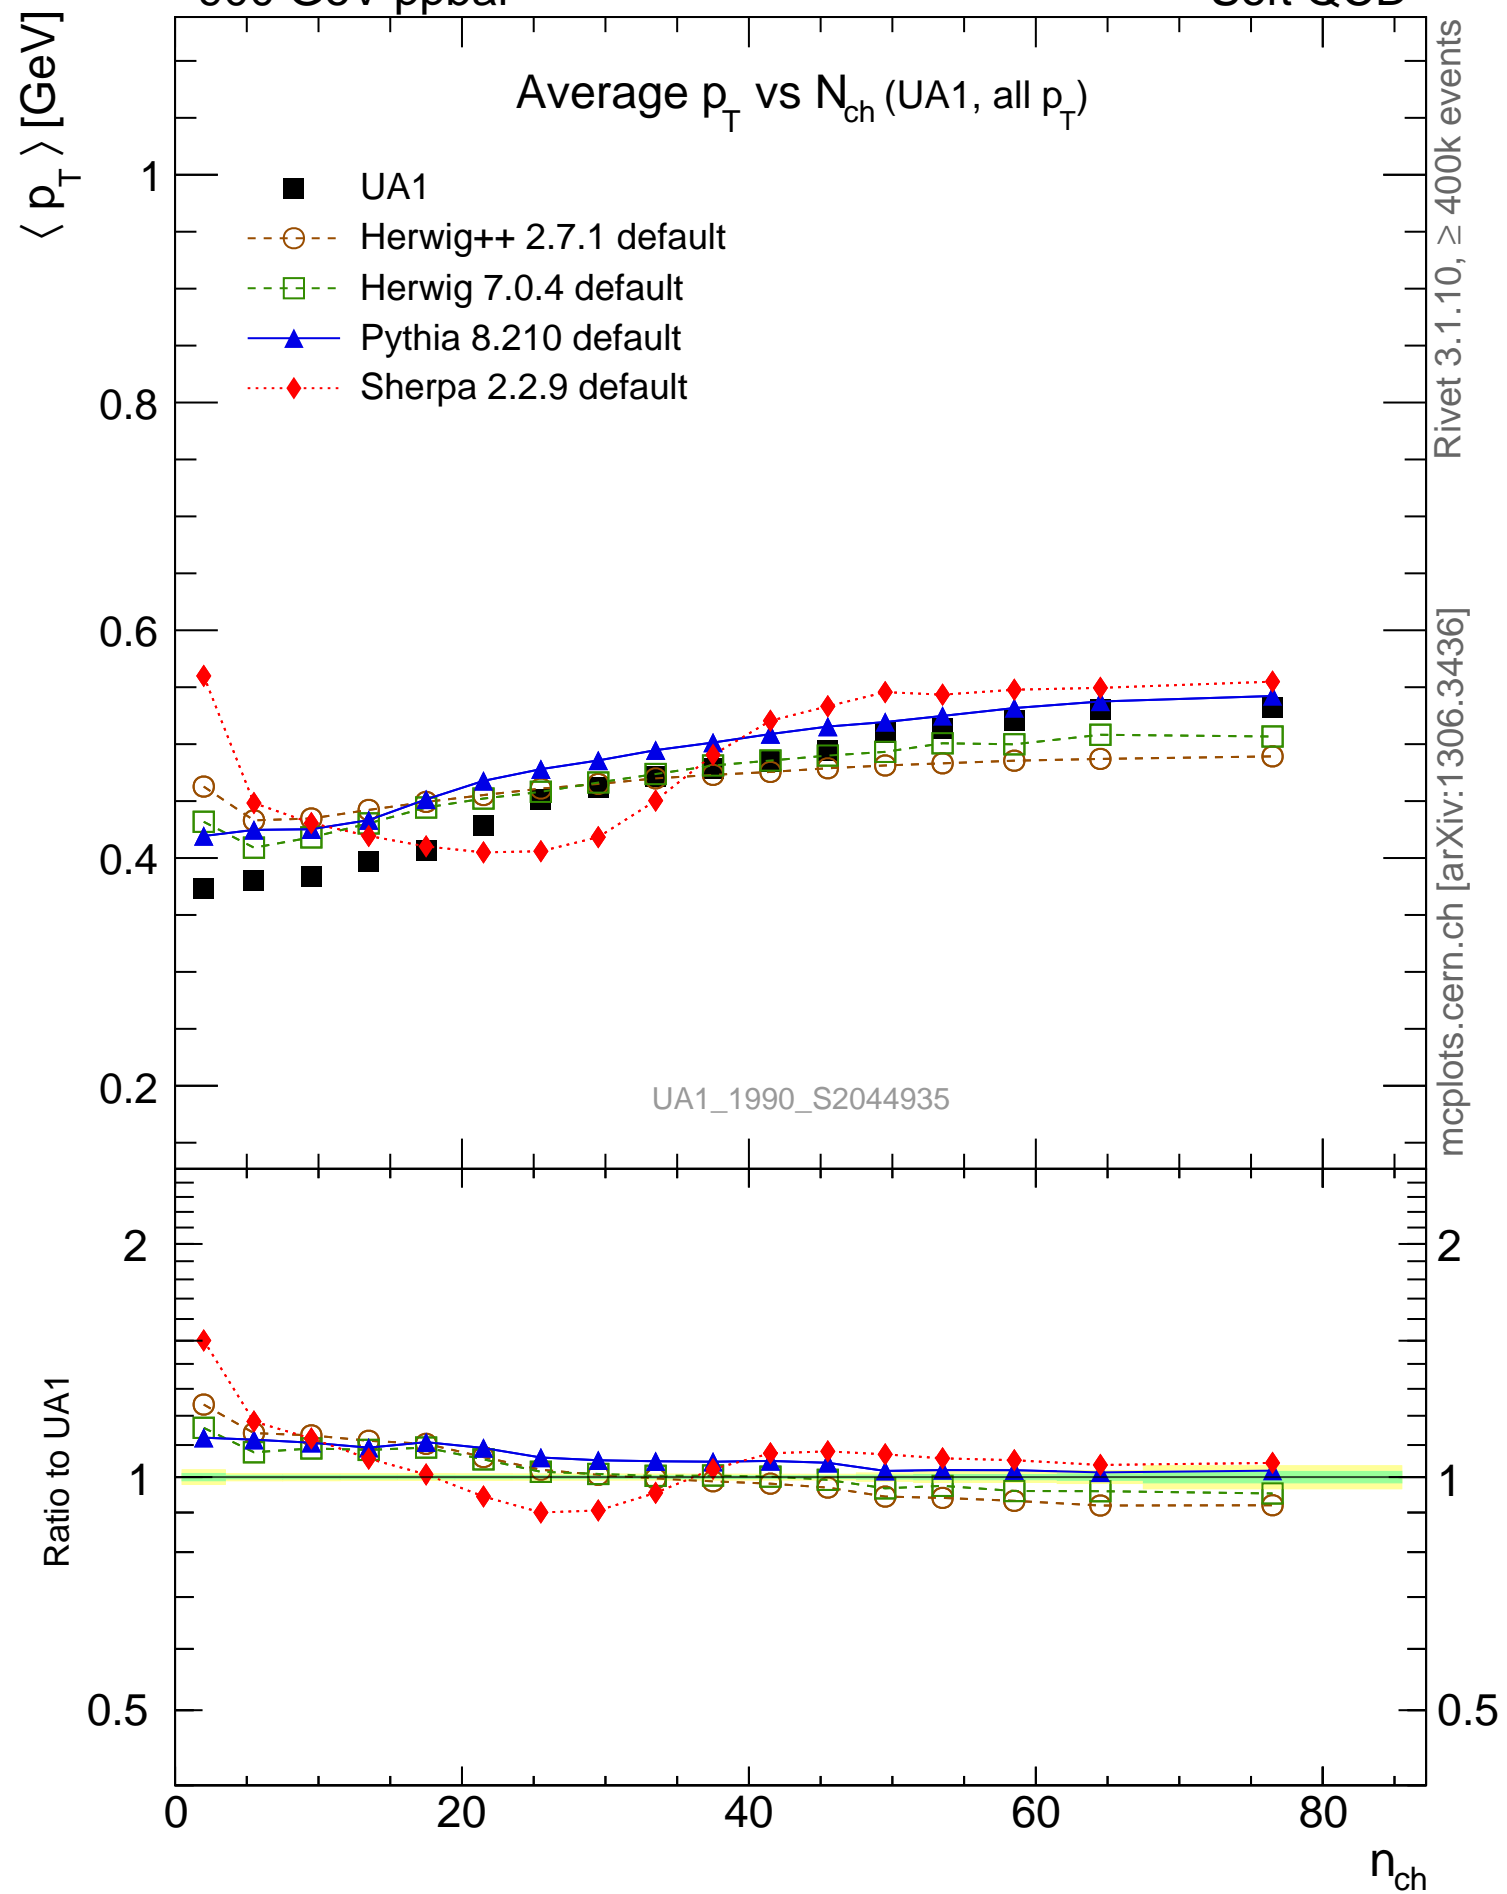 ⟨ p_T ⟩ [GeV]
Average p_T vs N_ch (UA1, all p_T)
UA1
Herwig++ 2.7.1 default
Herwig 7.0.4 default
Pythia 8.210 default
Sherpa 2.2.9 default
1
0.8
0.6
0.4
0.2
UA1_1990_S2044935
Rivet 3.1.10, ≥ 400k events
mcplots.cern.ch [arXiv:1306.3436]
Ratio to UA1
2
1
0.5
2
1
0.5
0
20
40
60
80
n_ch